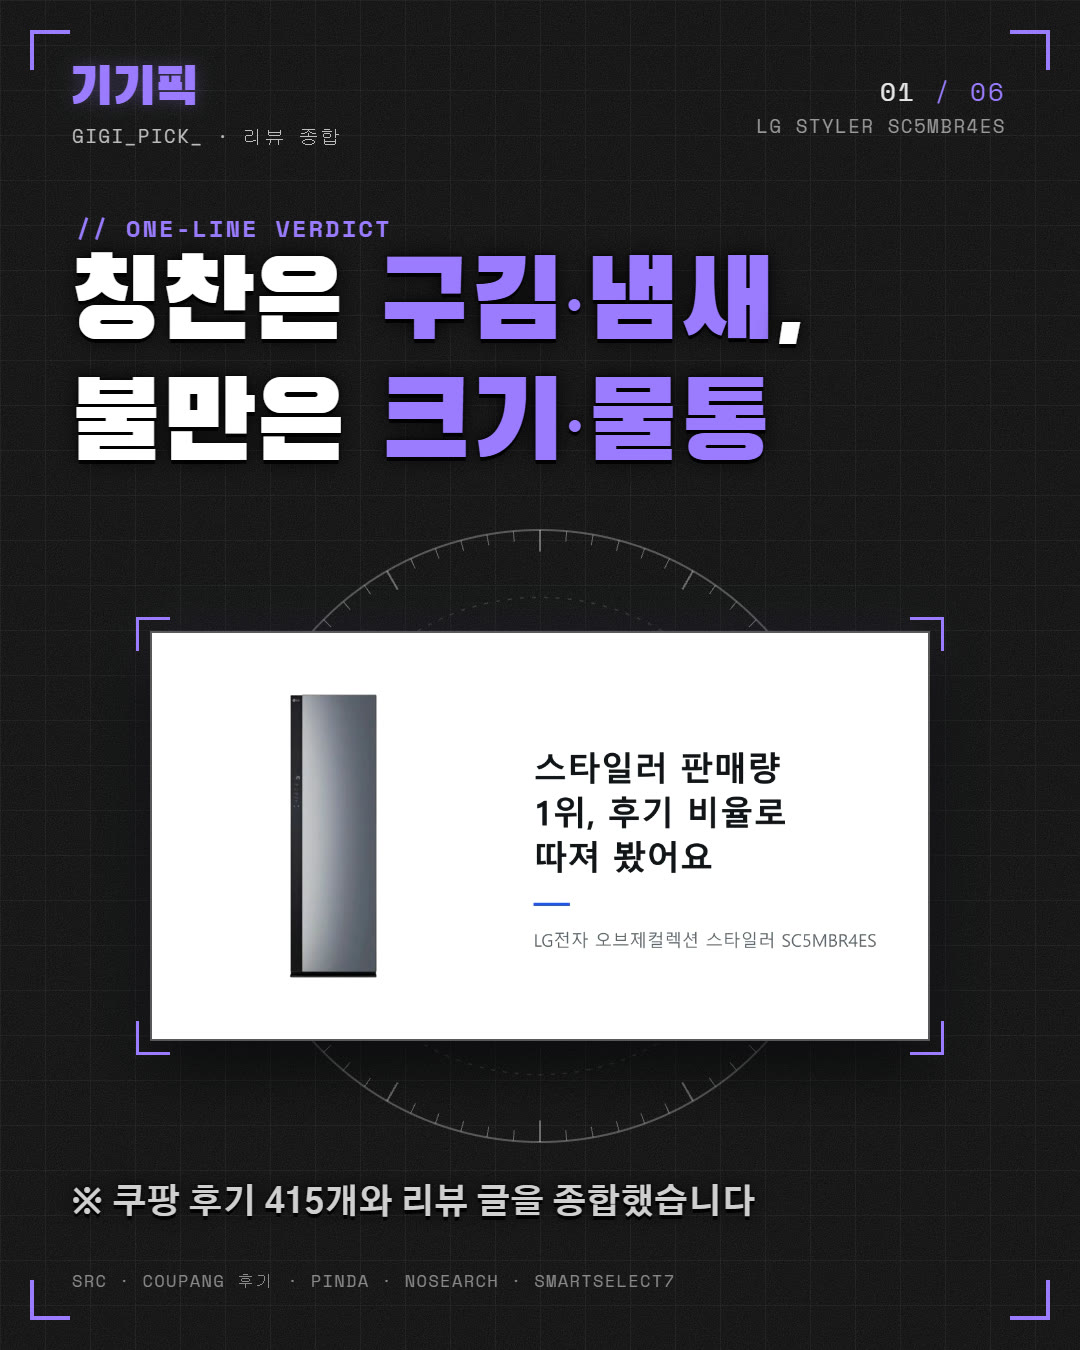 기기픽
01 / 06
GIGI_PICK_ · 리뷰 종합
LG STYLER SC5MBR4ES
// ONE-LINE VERDICT
칭찬은 구김·냄새,
불만은 크기·물통
스타일러 판매량
1위, 후기 비율로
따져 봤어요
LG전자 오브제컬렉션 스타일러 SC5MBR4ES
※ 쿠팡 후기 415개와 리뷰 글을 종합했습니다
SRC · COUPANG 후기 · PINDA · NOSEARCH · SMARTSELECT7